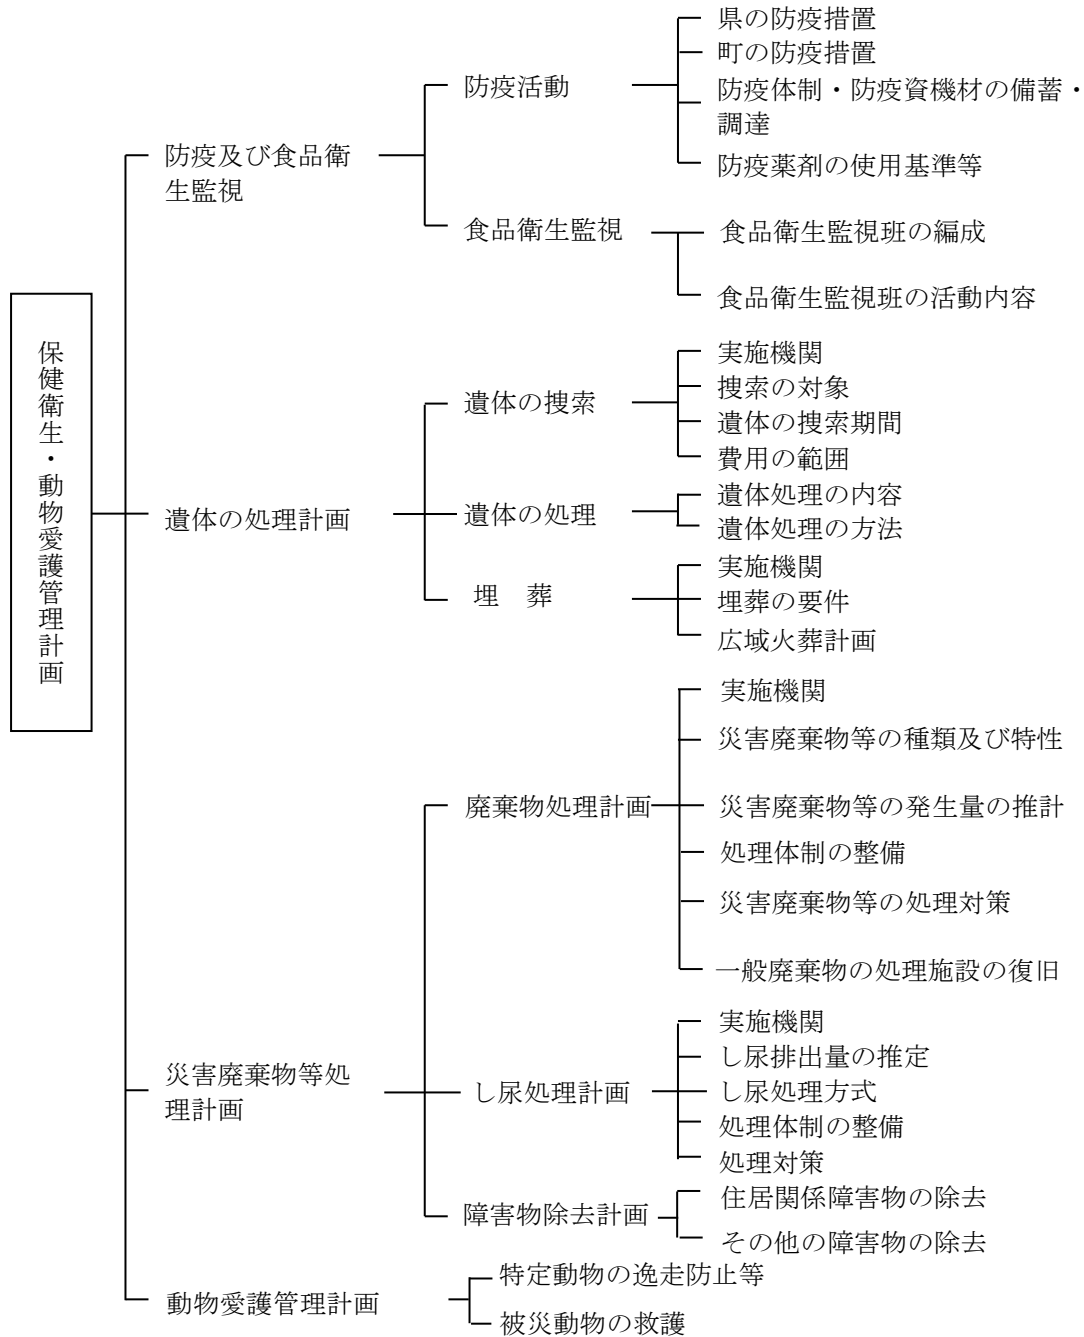 保健衛生・動物愛護管理計画
防疫及び食品衛
生監視
防疫活動
県の防疫措置
町の防疫措置
防疫体制・防疫資機材の備蓄・
調達
防疫薬剤の使用基準等
食品衛生監視
食品衛生監視班の編成
食品衛生監視班の活動内容
遺体の処理計画
遺体の捜索
実施機関
捜索の対象
遺体の捜索期間
費用の範囲
遺体の処理
遺体処理の内容
遺体処理の方法
埋　葬
実施機関
埋葬の要件
広域火葬計画
災害廃棄物等処
理計画
廃棄物処理計画
実施機関
災害廃棄物等の種類及び特性
災害廃棄物等の発生量の推計
処理体制の整備
災害廃棄物等の処理対策
一般廃棄物の処理施設の復旧
し尿処理計画
実施機関
し尿排出量の推定
し尿処理方式
処理体制の整備
処理対策
障害物除去計画
住居関係障害物の除去
その他の障害物の除去
動物愛護管理計画
特定動物の逸走防止等
被災動物の救護